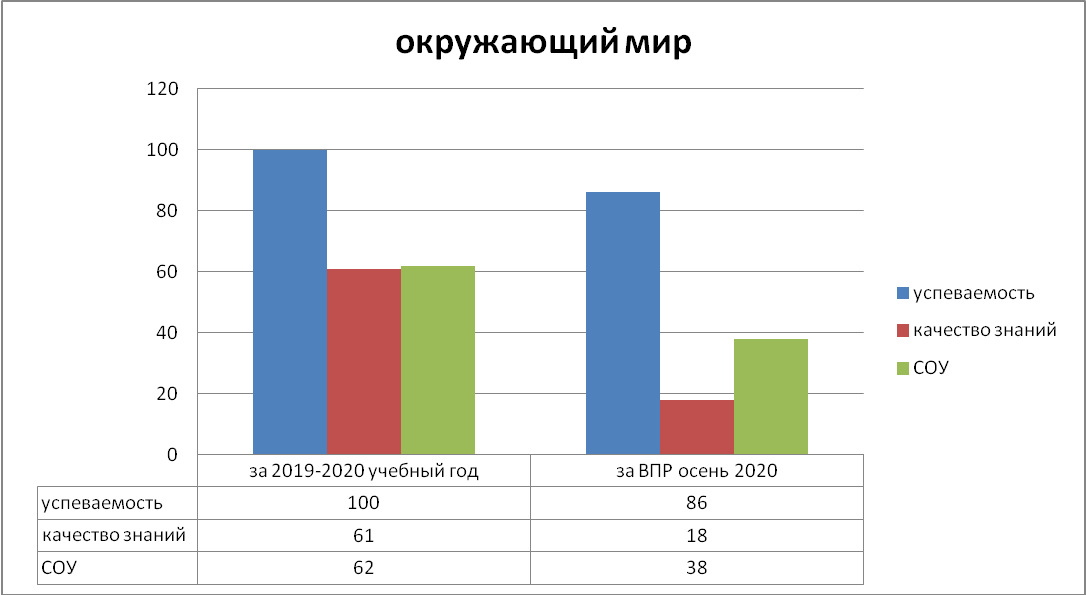 окружающий мир
120
100
80
60
40
20
0
успеваемость
качество знаний
СОУ
за 2019-2020 учебный год за ВПР осень 2020
успеваемость 100 86
качество знаний 61 18
СОУ 62 38